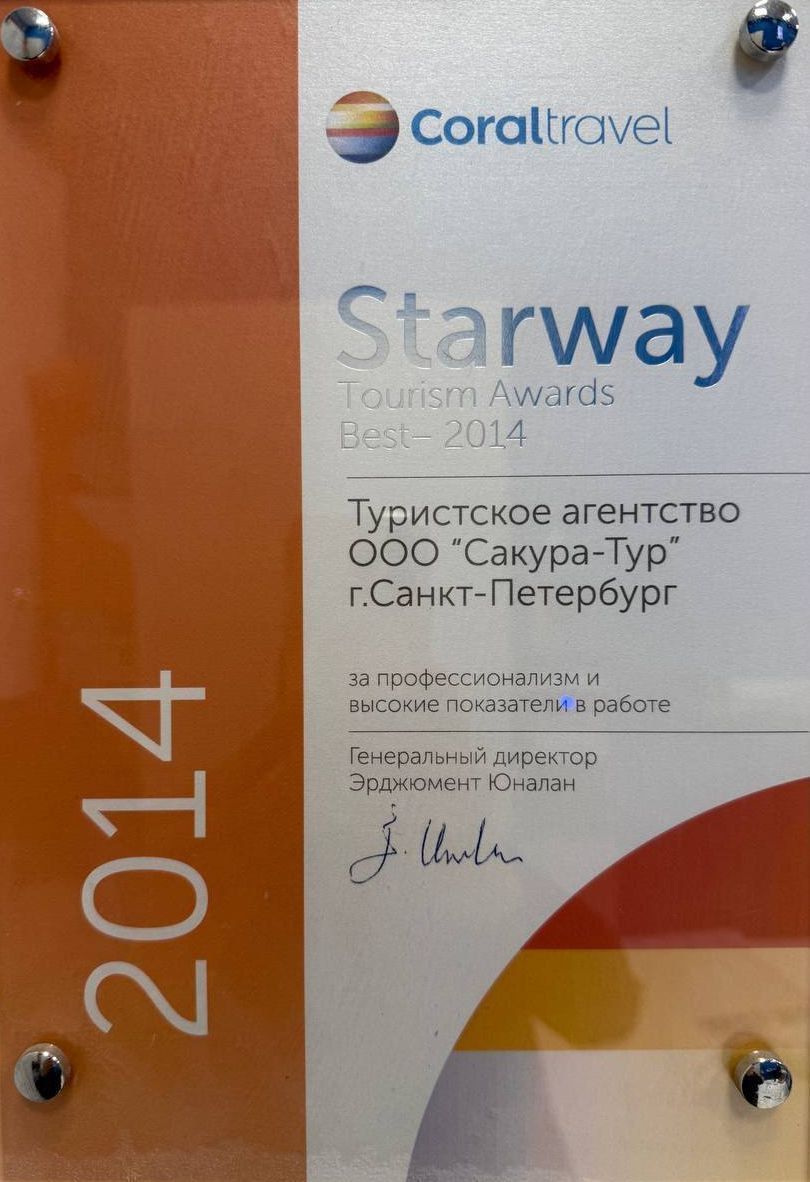 Coraltravel
Starway
Tourism Awards
Best– 2014
Туристское агентство
ООО "Сакура-Тур"
г.Санкт-Петербург
за профессионализм и
высокие показатели в работе
Генеральный директор
Эрджюмент Юналан
2014